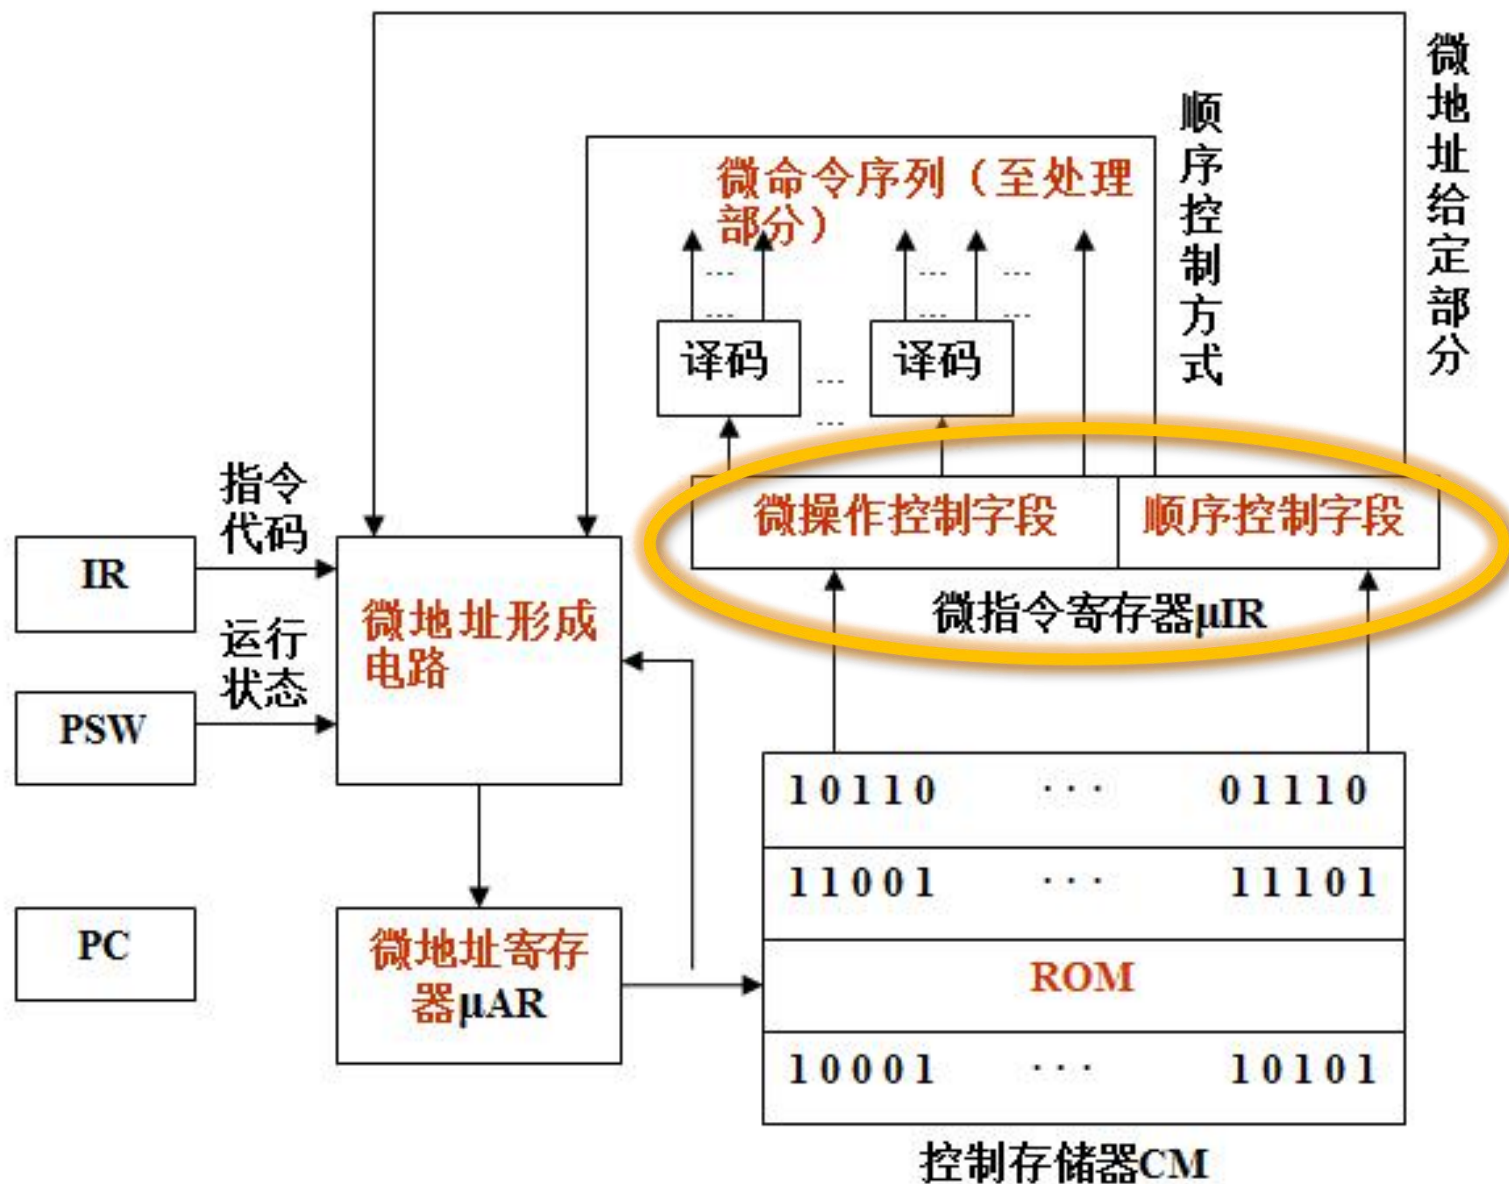 微地址给定部分
顺序控制方式
微命令序列（至处理
部分）
... ... ...
... ... ...
译码
...
译码
...
指令
代码
微操作控制字段
顺序控制字段
IR
微指令寄存器μIR
微地址形成
电路
运行
状态
PSW
10110 ··· 01110
11001 ··· 11101
PC
微地址寄存
器μAR
ROM
10001 ··· 10101
控制存储器CM